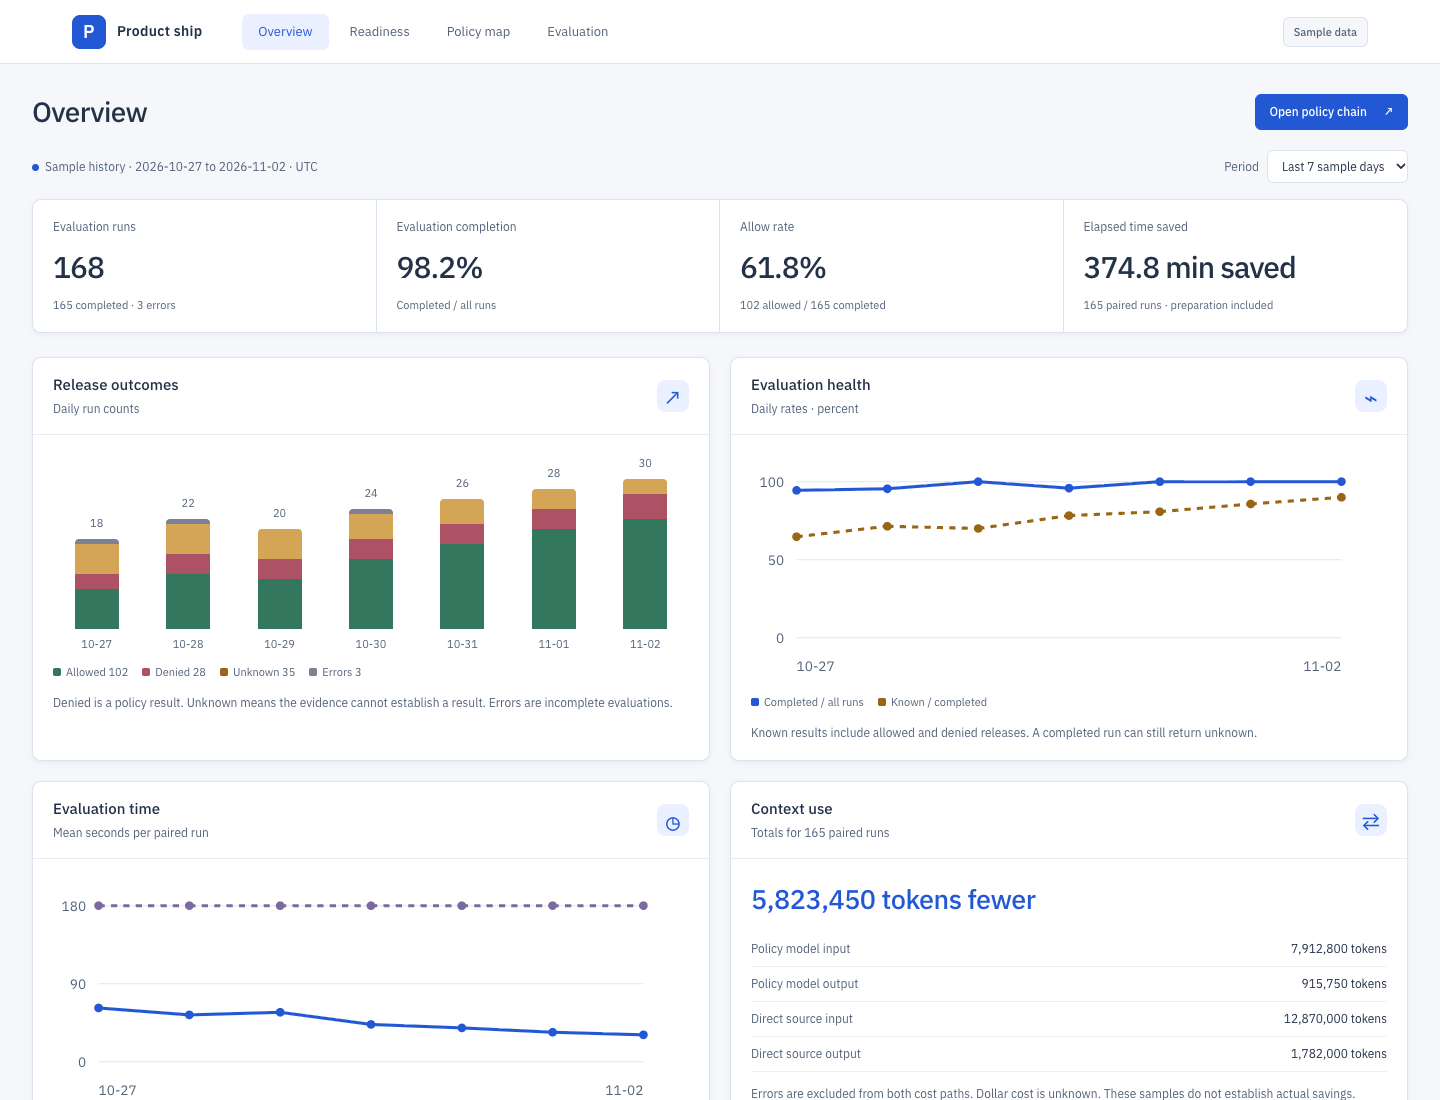 P Product ship Overview Readiness Policy map Evaluation Sample data
Overview
Open policy chain ↗
Sample history · 2026-10-27 to 2026-11-02 · UTC
Period Last 7 sample days
Evaluation runs
168
165 completed · 3 errors
Evaluation completion
98.2%
Completed / all runs
Allow rate
61.8%
102 allowed / 165 completed
Elapsed time saved
374.8 min saved
165 paired runs · preparation included
Release outcomes
Daily run counts
18 22 20 24 26 28 30
10-27 10-28 10-29 10-30 10-31 11-01 11-02
Allowed 102 Denied 28 Unknown 35 Errors 3
Denied is a policy result. Unknown means the evidence cannot establish a result. Errors are incomplete evaluations.
Evaluation health
Daily rates · percent
100
50
0
10-27 11-02
Completed / all runs Known / completed
Known results include allowed and denied releases. A completed run can still return unknown.
Evaluation time
Mean seconds per paired run
180
90
0
10-27 11-02
Context use
Totals for 165 paired runs
5,823,450 tokens fewer
Policy model input 7,912,800 tokens
Policy model output 915,750 tokens
Direct source input 12,870,000 tokens
Direct source output 1,782,000 tokens
Errors are excluded from both cost paths. Dollar cost is unknown. These samples do not establish actual savings.